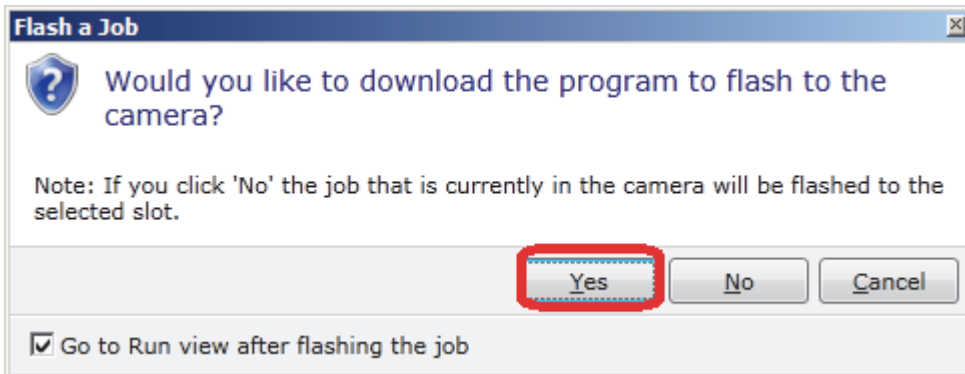 Flash a Job
Would you like to download the program to flash to the
camera?
Note: If you click 'No' the job that is currently in the camera will be flashed to the
selected slot.
Yes No Cancel
Go to Run view after flashing the job